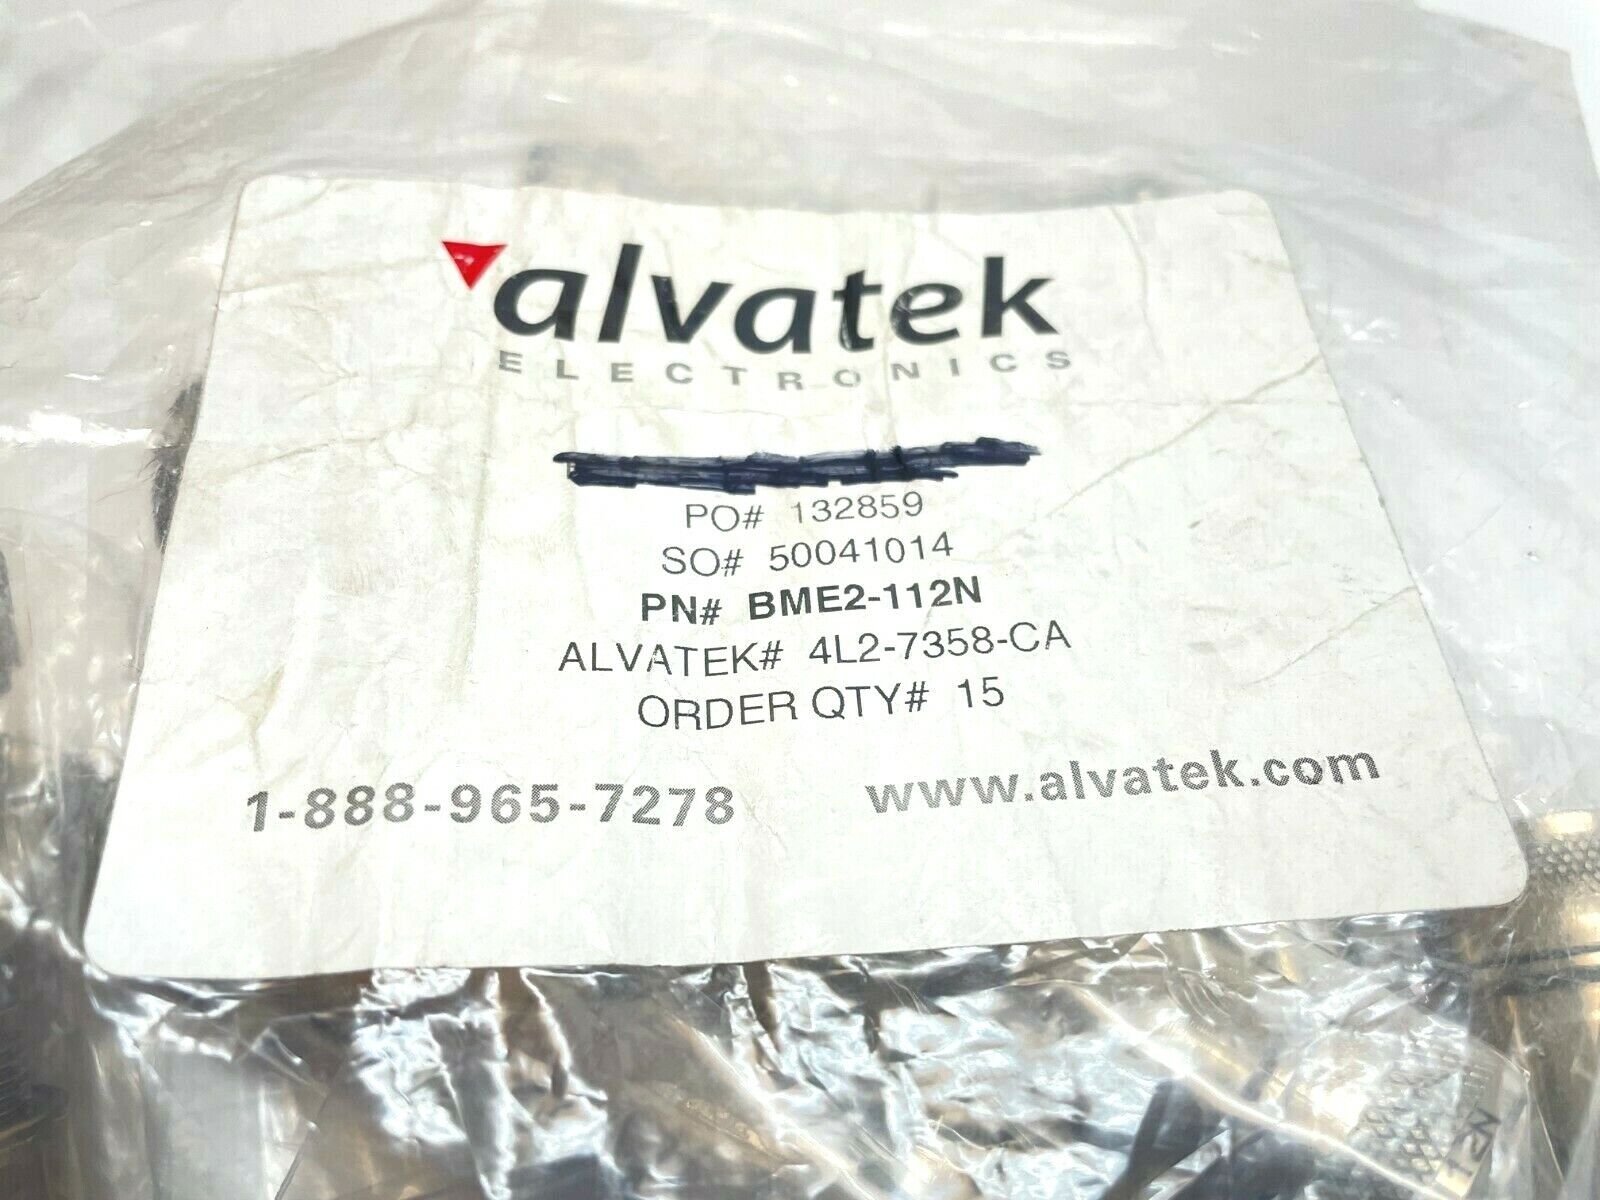 alvatek
ELECTRONICS
PO# 132859
SO# 50041014
PN# BME2-112N
ALVATEK# 4L2-7358-CA
ORDER QTY# 15
1-888-965-7278 www.alvatek.com
12N